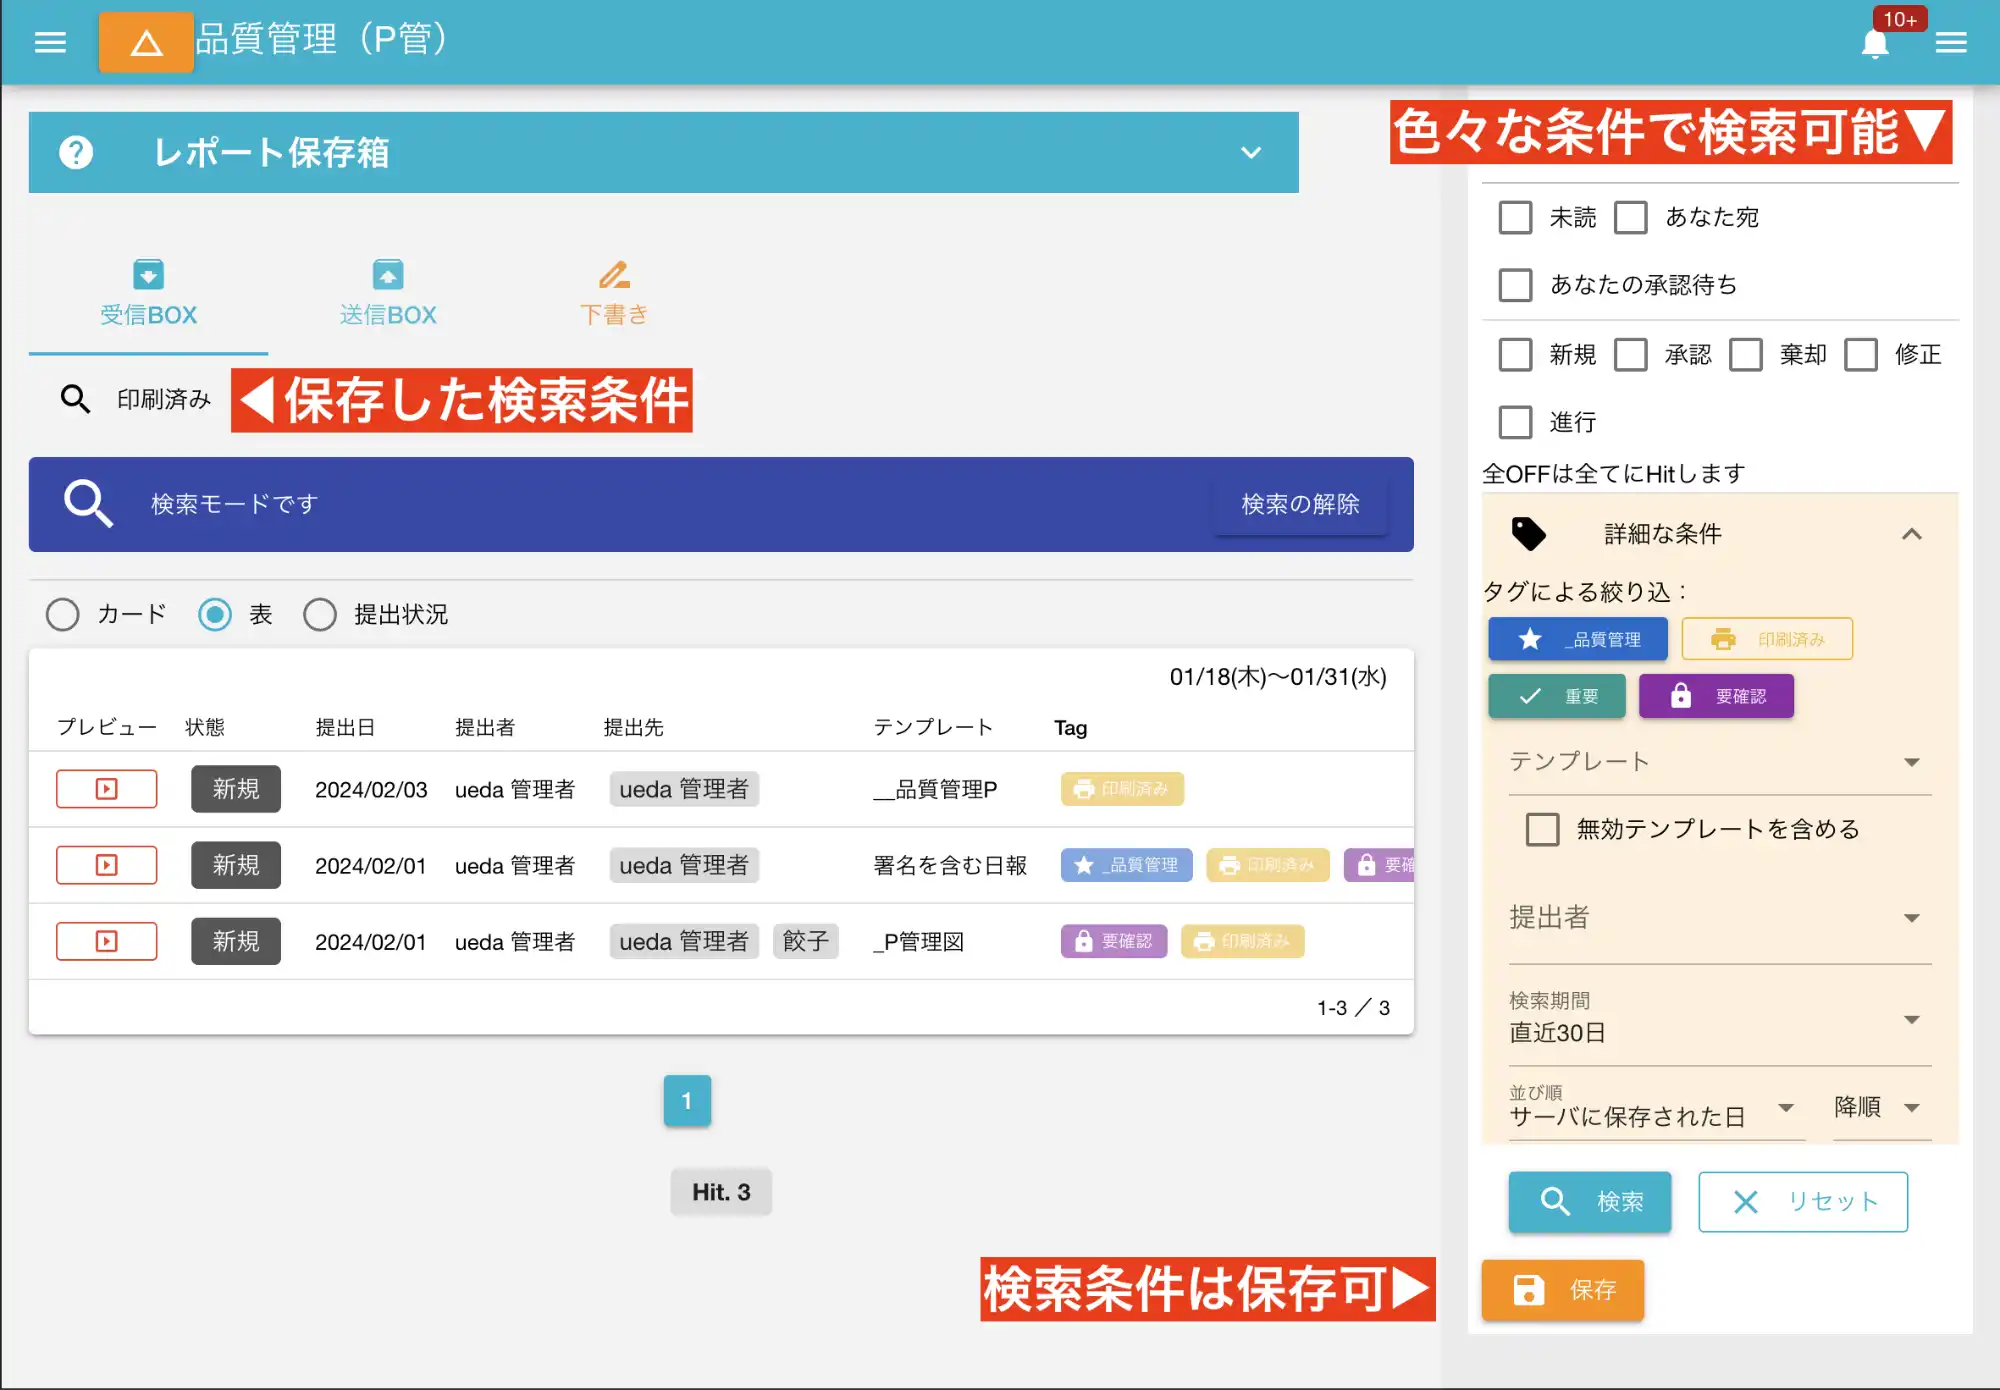 品質管理（P管）
10+
レポート保存箱
色々な条件で検索可能▼
受信BOX
送信BOX
下書き
印刷済み
◀保存した検索条件
検索モードです
検索の解除
カード
表
提出状況
01/18(木)～01/31(水)
プレビュー 状態 提出日 提出者 提出先 テンプレート Tag
新規 2024/02/03 ueda 管理者 ueda 管理者 __品質管理P 印刷済み
新規 2024/02/01 ueda 管理者 ueda 管理者 署名を含む日報 _品質管理 印刷済み 要確
新規 2024/02/01 ueda 管理者 ueda 管理者 餃子 _P管理図 要確認 印刷済み
1-3 ／ 3
1
Hit. 3
検索条件は保存可▶
未読 あなた宛
あなたの承認待ち
新規 承認 棄却 修正
進行
全OFFは全てにHitします
詳細な条件
タグによる絞り込：
_品質管理 印刷済み
重要 要確認
テンプレート
無効テンプレートを含める
提出者
検索期間
直近30日
並び順
サーバに保存された日 降順
検索 リセット
保存